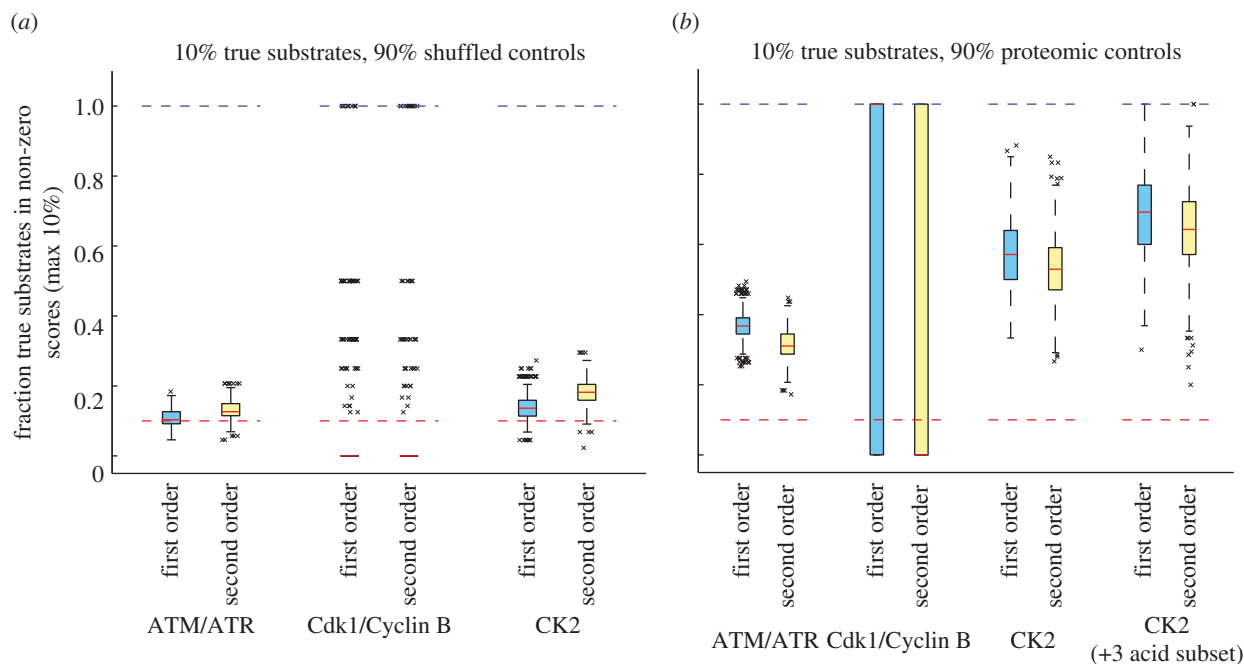 (a)
10% true substrates, 90% shuffled controls
fraction true substrates in non-zero
scores (max 10%)
1.0
0.8
0.6
0.4
0.2
0
first order
second order
first order
second order
first order
second order
ATM/ATR
Cdk1/Cyclin B
CK2
(b)
10% true substrates, 90% proteomic controls
first order
second order
first order
second order
first order
second order
first order
second order
ATM/ATR
Cdk1/Cyclin B
CK2
CK2
(+3 acid subset)